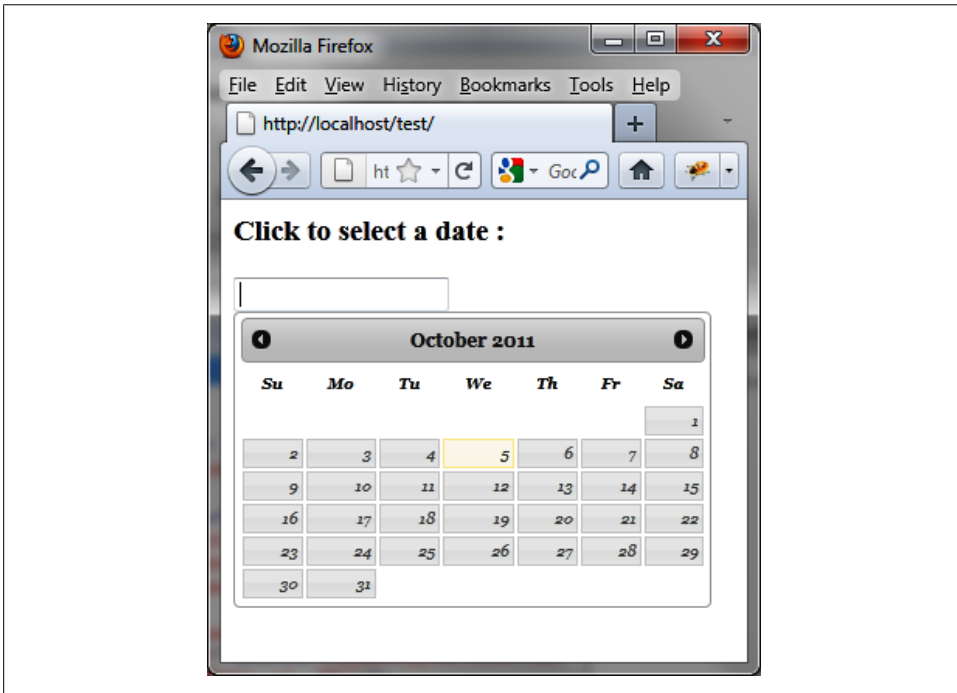 Mozilla Firefox
File Edit View History Bookmarks Tools Help
http://localhost/test/
ht Goo
Click to select a date :
October 2011
Su Mo Tu We Th Fr Sa
1
2 3 4 5 6 7 8
9 10 11 12 13 14 15
16 17 18 19 20 21 22
23 24 25 26 27 28 29
30 31